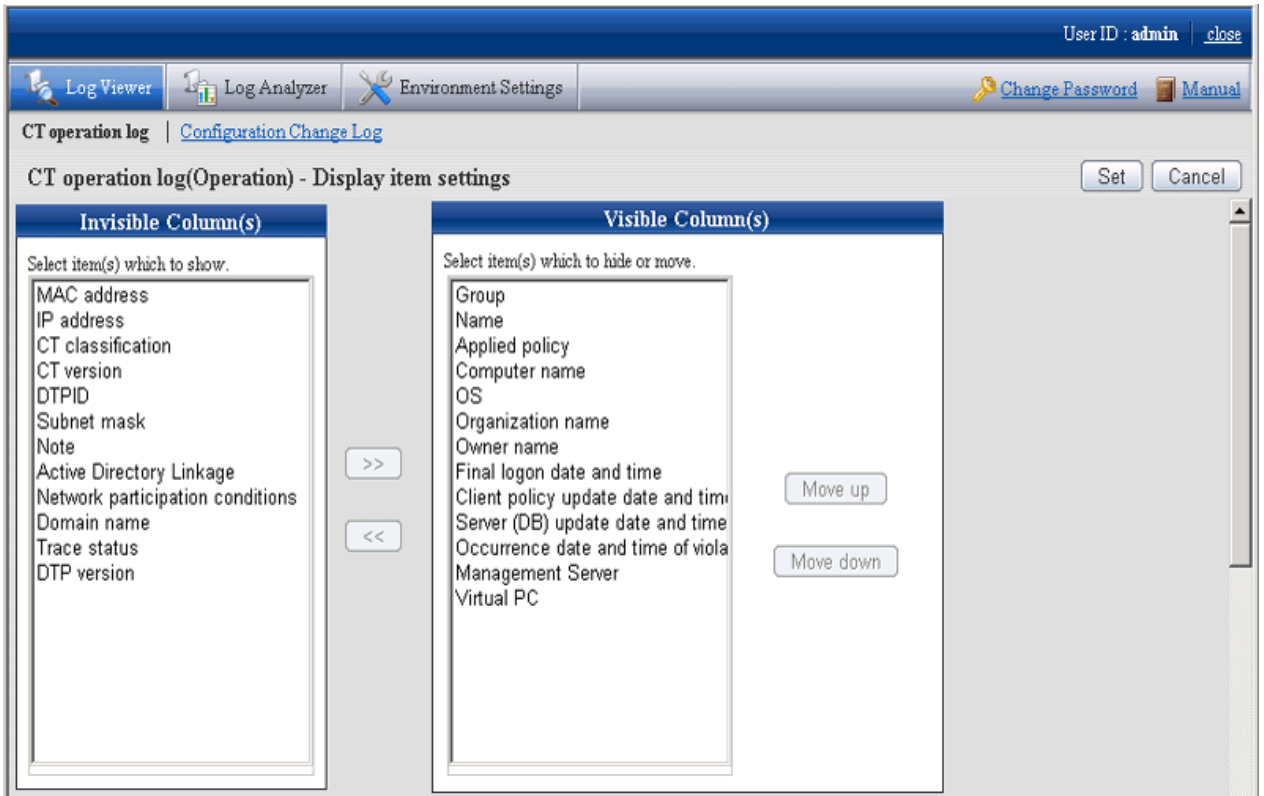 User ID : admin | close
Log Viewer Log Analyzer Environment Settings Change Password Manual
CT operation log | Configuration Change Log
CT operation log(Operation) - Display item settings Set Cancel
Invisible Column(s)
Select item(s) which to show.
MAC address
IP address
CT classification
CT version
DTPID
Subnet mask
Note
Active Directory Linkage
Network participation conditions
Domain name
Trace status
DTP version
>>
<<
Visible Column(s)
Select item(s) which to hide or move.
Group
Name
Applied policy
Computer name
OS
Organization name
Owner name
Final logon date and time
Client policy update date and tim
Server (DB) update date and time
Occurrence date and time of viola
Management Server
Virtual PC
Move up
Move down